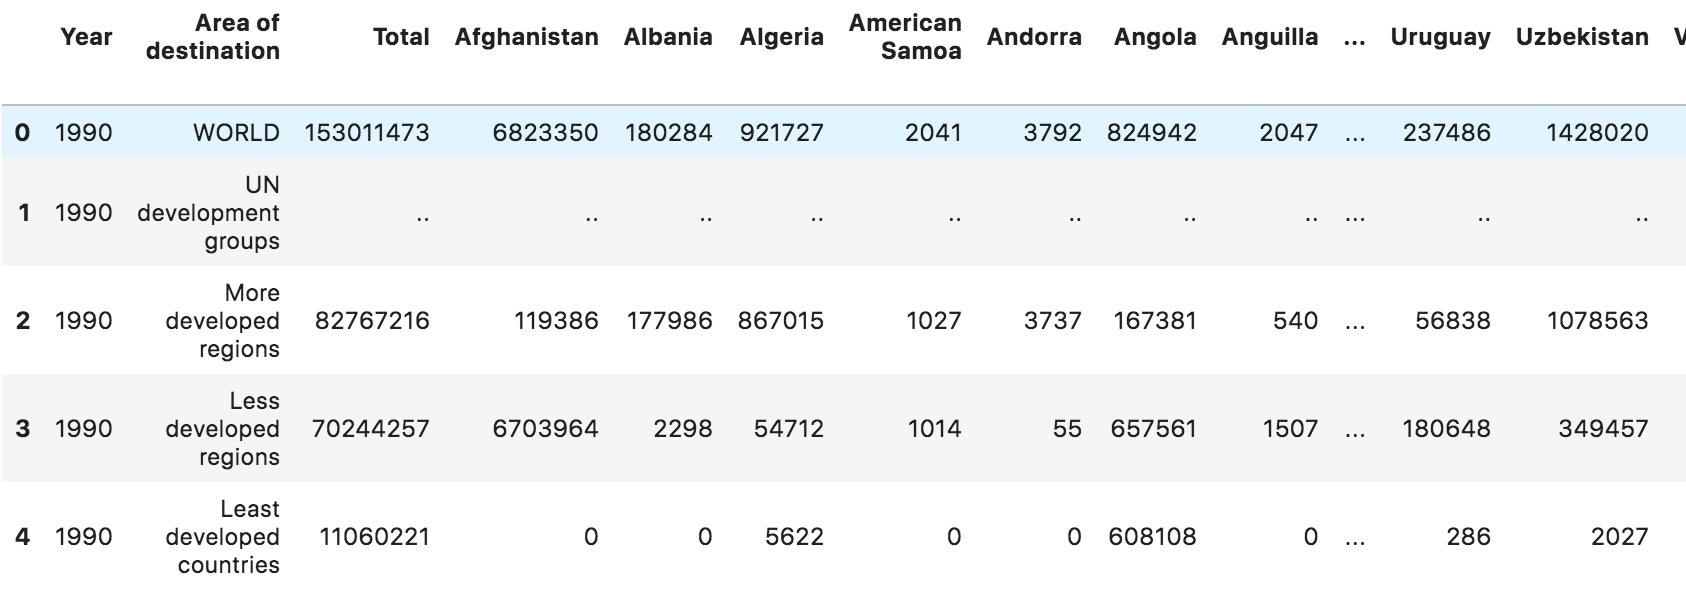 Year Area of destination Total Afghanistan Albania Algeria American Samoa Andorra Angola Anguilla ... Uruguay Uzbekistan V
0 1990 WORLD 153011473 6823350 180284 921727 2041 3792 824942 2047 ... 237486 1428020
1 1990 UN development groups .. .. .. .. .. .. .. .. ... .. ..
2 1990 More developed regions 82767216 119386 177986 867015 1027 3737 167381 540 ... 56838 1078563
3 1990 Less developed regions 70244257 6703964 2298 54712 1014 55 657561 1507 ... 180648 349457
4 1990 Least developed countries 11060221 0 0 5622 0 0 608108 0 ... 286 2027